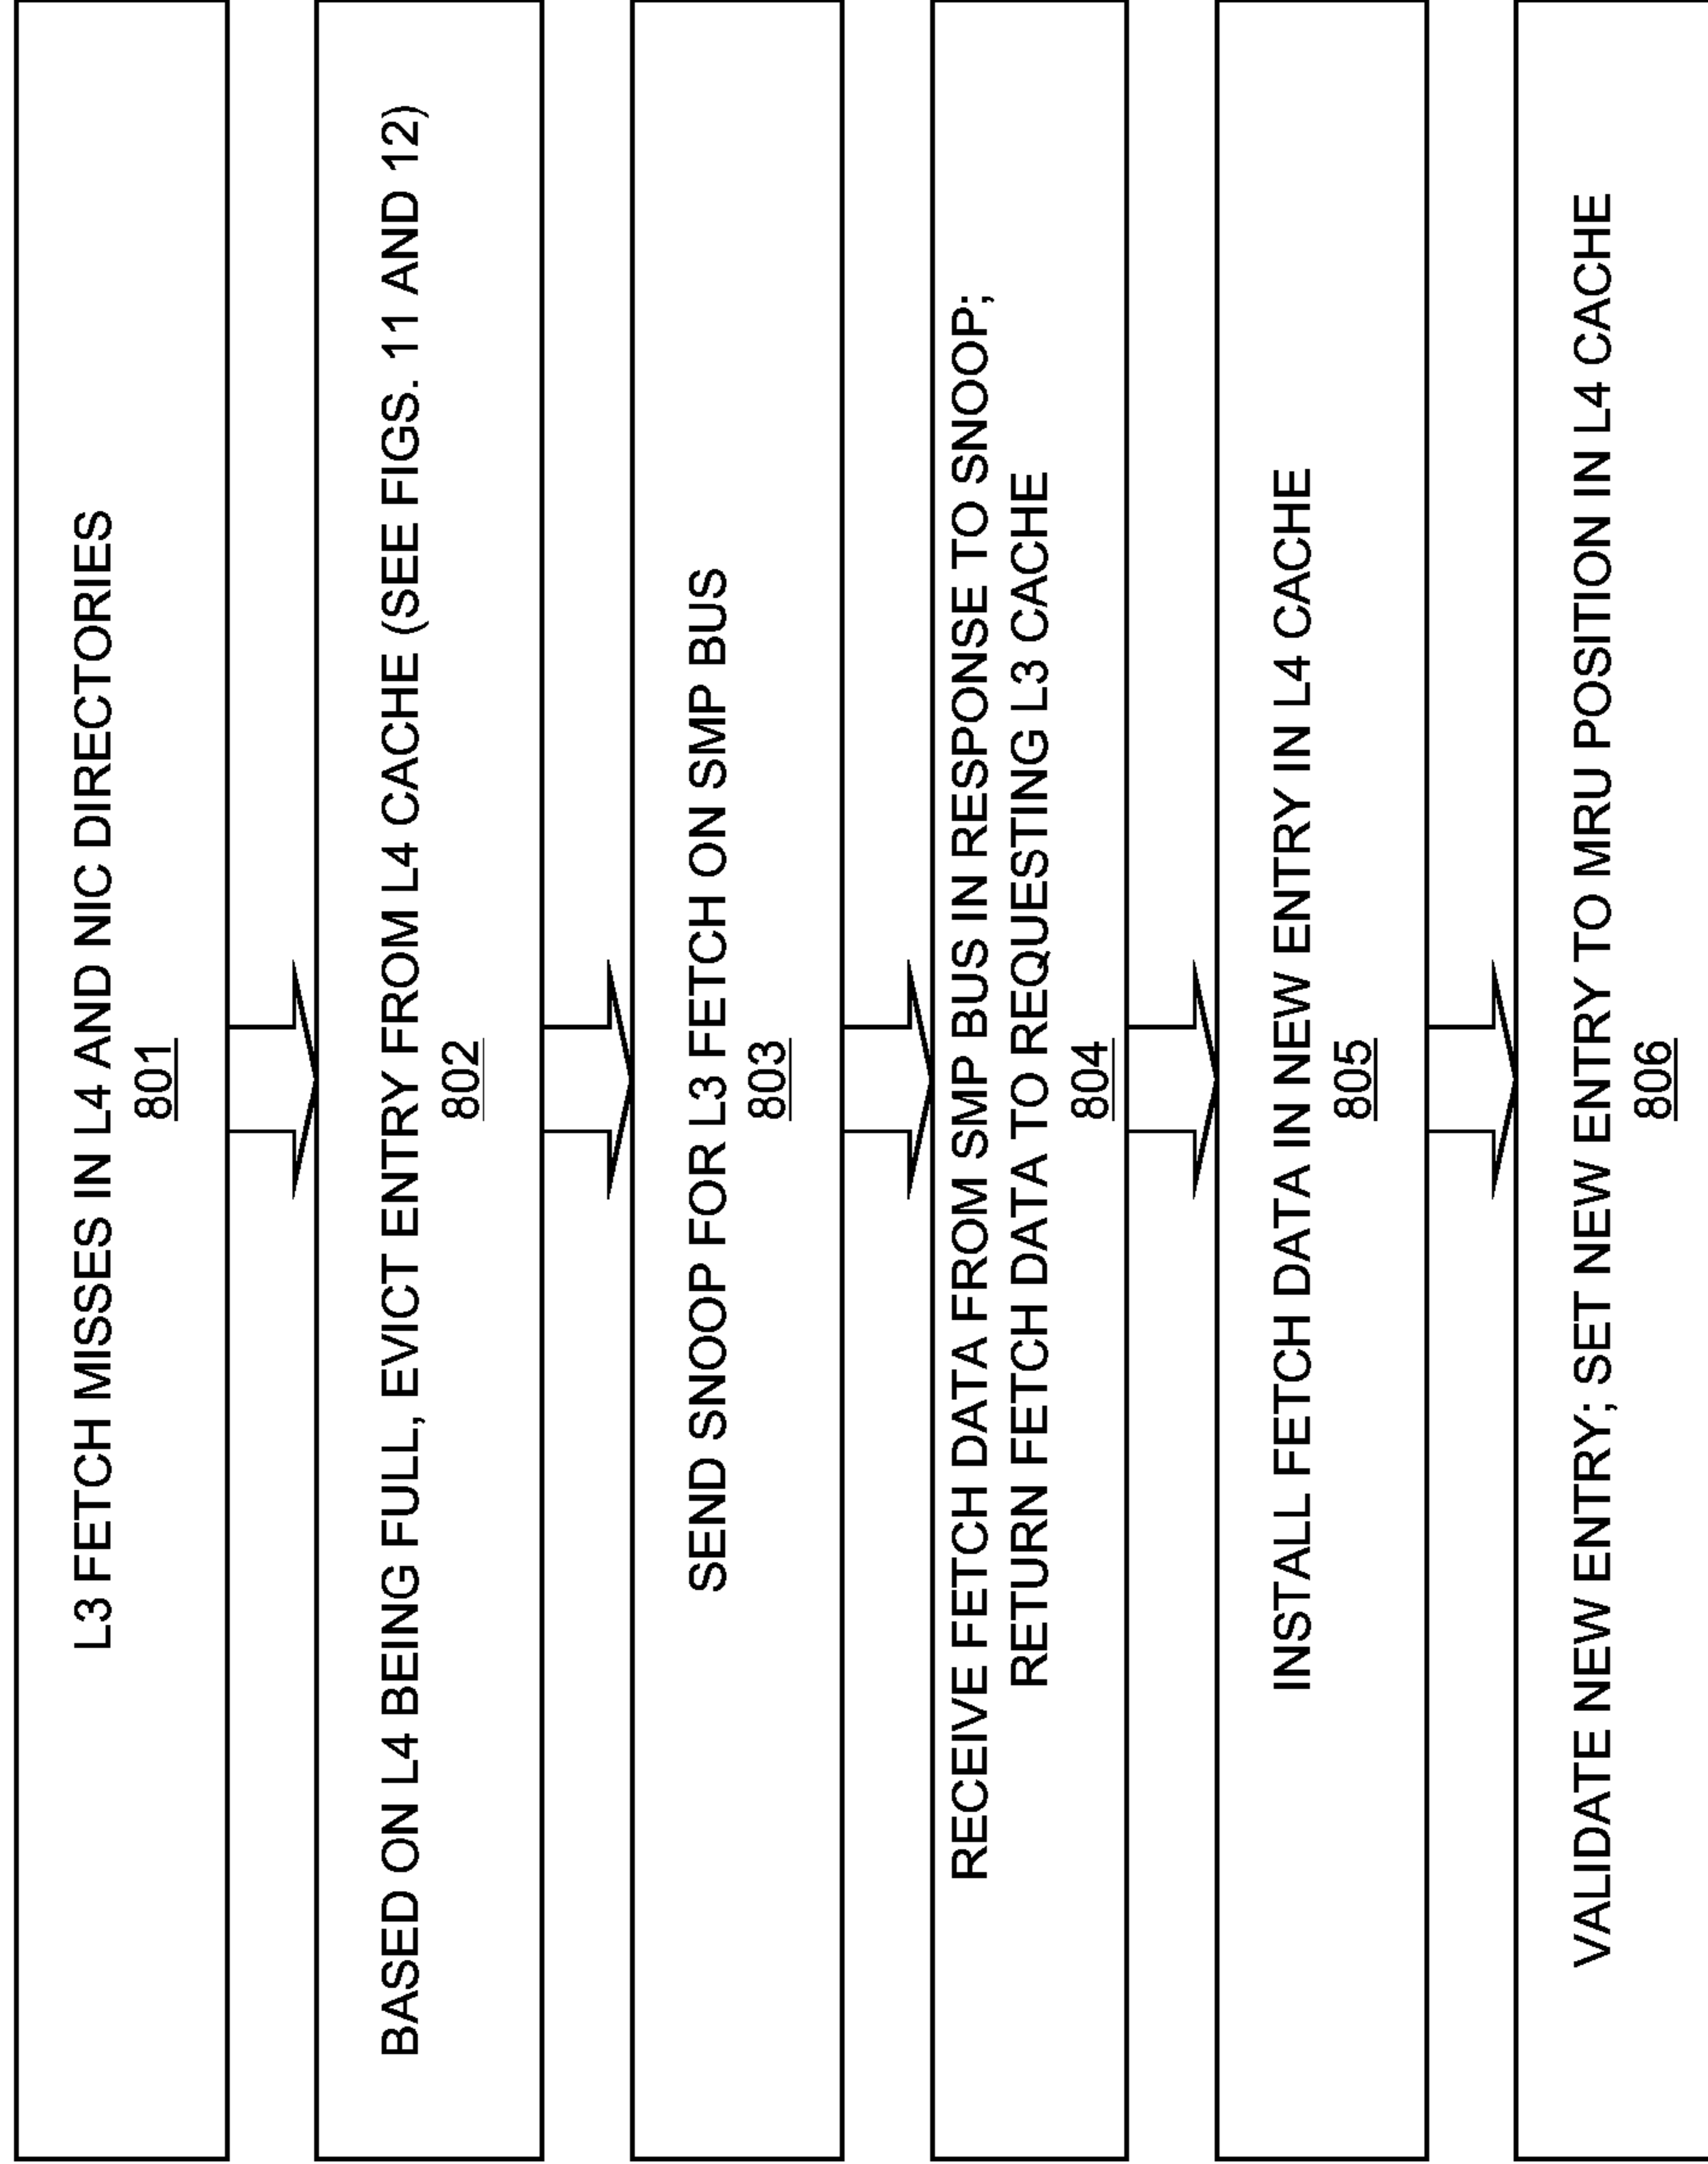 L3 FETCH MISSES IN L4 AND NIC DIRECTORIES
801
BASED ON L4 BEING FULL, EVICT ENTRY FROM L4 CACHE (SEE FIGS. 11 AND 12)
802
SEND SNOOP FOR L3 FETCH ON SMP BUS
803
RECEIVE FETCH DATA FROM SMP BUS IN RESPONSE TO SNOOP;
RETURN FETCH DATA TO REQUESTING L3 CACHE
804
INSTALL FETCH DATA IN NEW ENTRY IN L4 CACHE
805
VALIDATE NEW ENTRY; SET NEW ENTRY TO MRU POSITION IN L4 CACHE
806